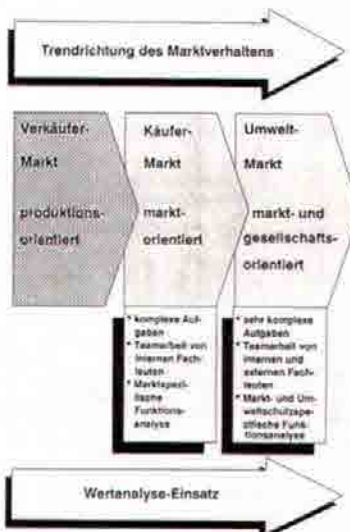 Trendrichtung des Marktverhaltens
Verkäufer-
Markt
produktions-
orientiert
Käufer-
Markt
markt-
orientiert
Umwelt-
Markt
markt- und
gesellschafts-
orientiert
* komplexe Auf-
gaben
* Teamarbeit von
internen Fach-
leuten
* Marktspezi-
fische
Funktions-
analyse
* sehr komplexe
Aufgaben
* Teamarbeit von
internen und
externen Fach-
leuten
* Markt- und Um-
weltschutzspe-
zifische Funk-
tionsanalyse
Wertanalyse-Einsatz